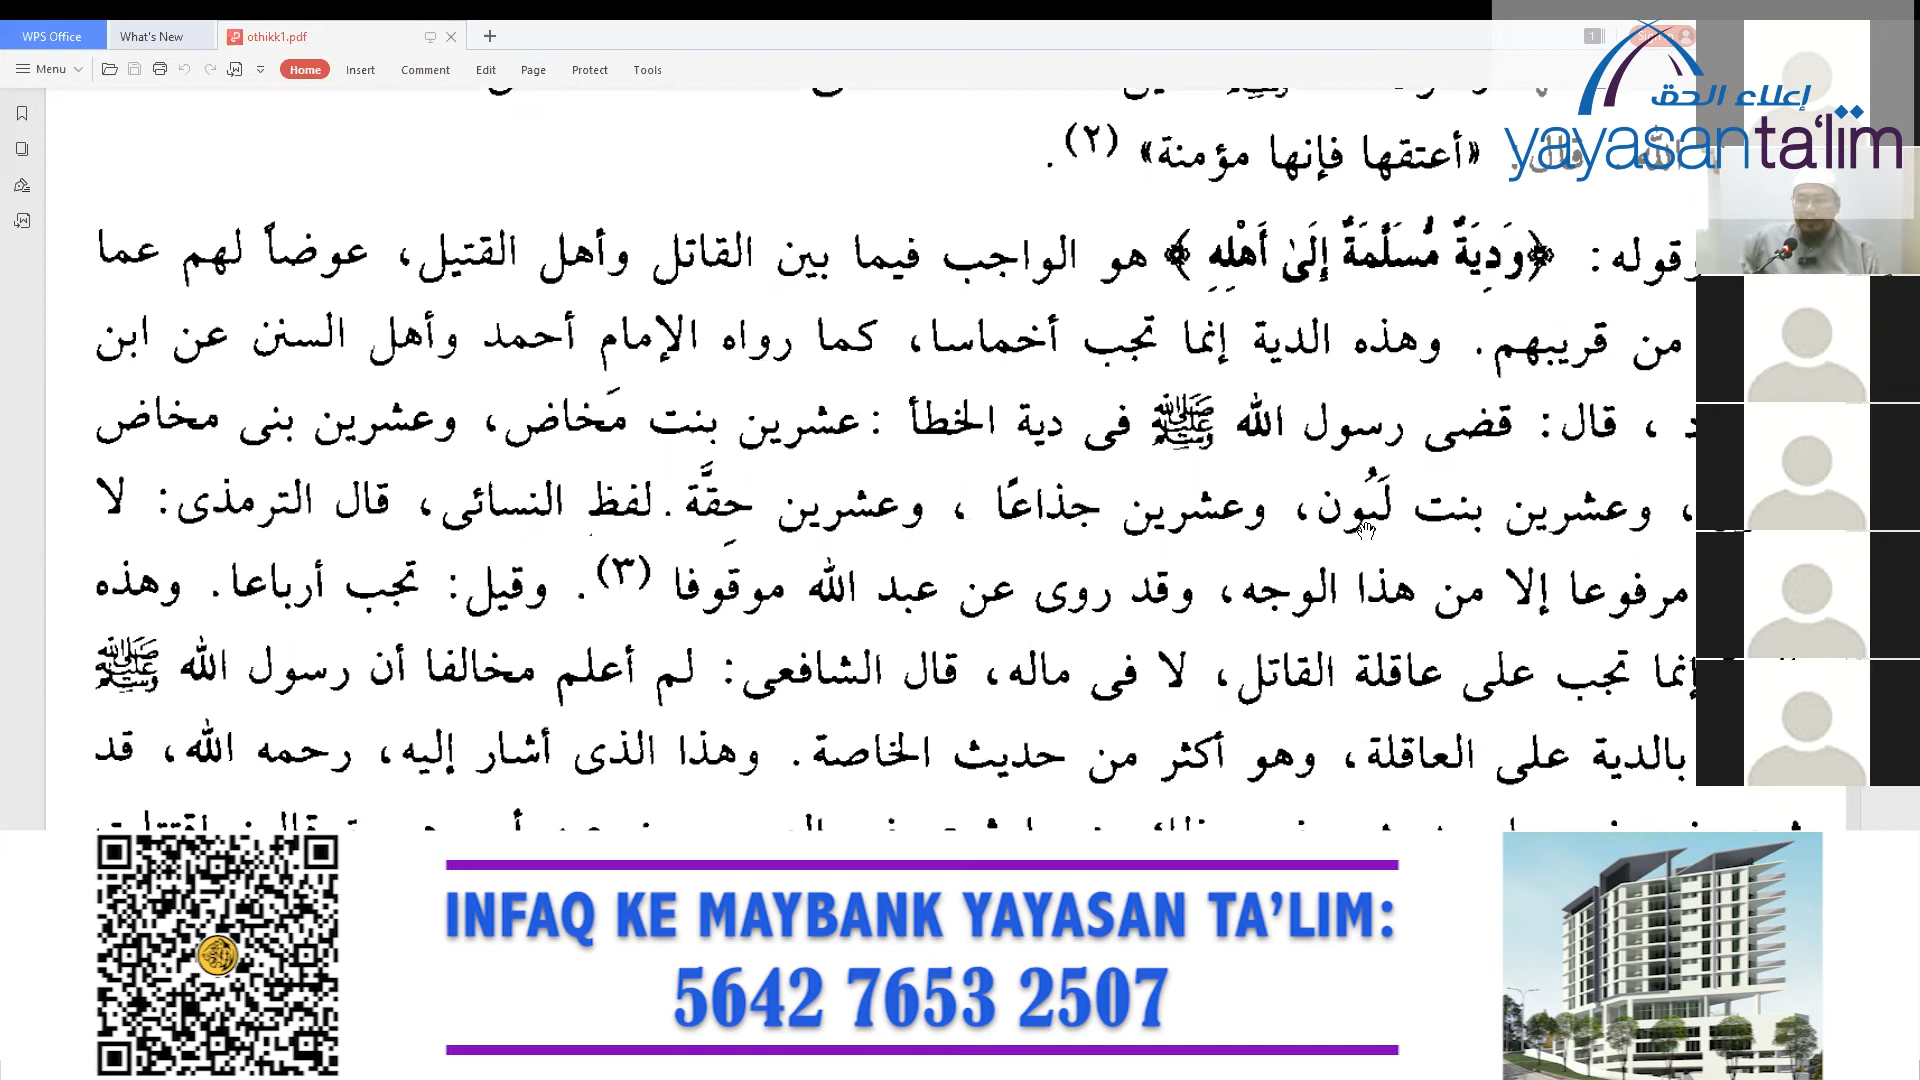 WPS Office
What's New
othikk1.pdf
1
Menu
Home
Insert
Comment
Edit
Page
Protect
Tools
إعلاء الحق
yayasanta'lim
الله. قال: «أعتقها فإنها مؤمنة» (٢).
وقوله: ﴿وَدِيَةٌ مُّسَلَّمَةٌ إِلَىٰ أَهْلِهِ﴾ هو الواجب فيما بين القاتل وأهل القتيل، عوضاً لهم عما
من قريبهم. وهذه الدية إنما تجب أخماسا، كما رواه الإمام أحمد وأهل السنن عن ابن
، قال: قضى رسول الله ﷺ فى دية الخطأ :عشرين بنت مَخاض، وعشرين بنى مخاض
، وعشرين بنت لَبُون، وعشرين جذاعًا ، وعشرين حِقَّة. لفظ النسائى، قال الترمذى: لا
مرفوعا إلا من هذا الوجه، وقد روى عن عبد الله موقوفا (٣). وقيل: تجب أرباعا. وهذه
إنما تجب على عاقلة القاتل، لا فى ماله، قال الشافعى: لم أعلم مخالفا أن رسول الله ﷺ
بالدية على العاقلة، وهو أكثر من حديث الخاصة. وهذا الذى أشار إليه، رحمه الله، قد
INFAQ KE MAYBANK YAYASAN TA’LIM:
5642 7653 2507